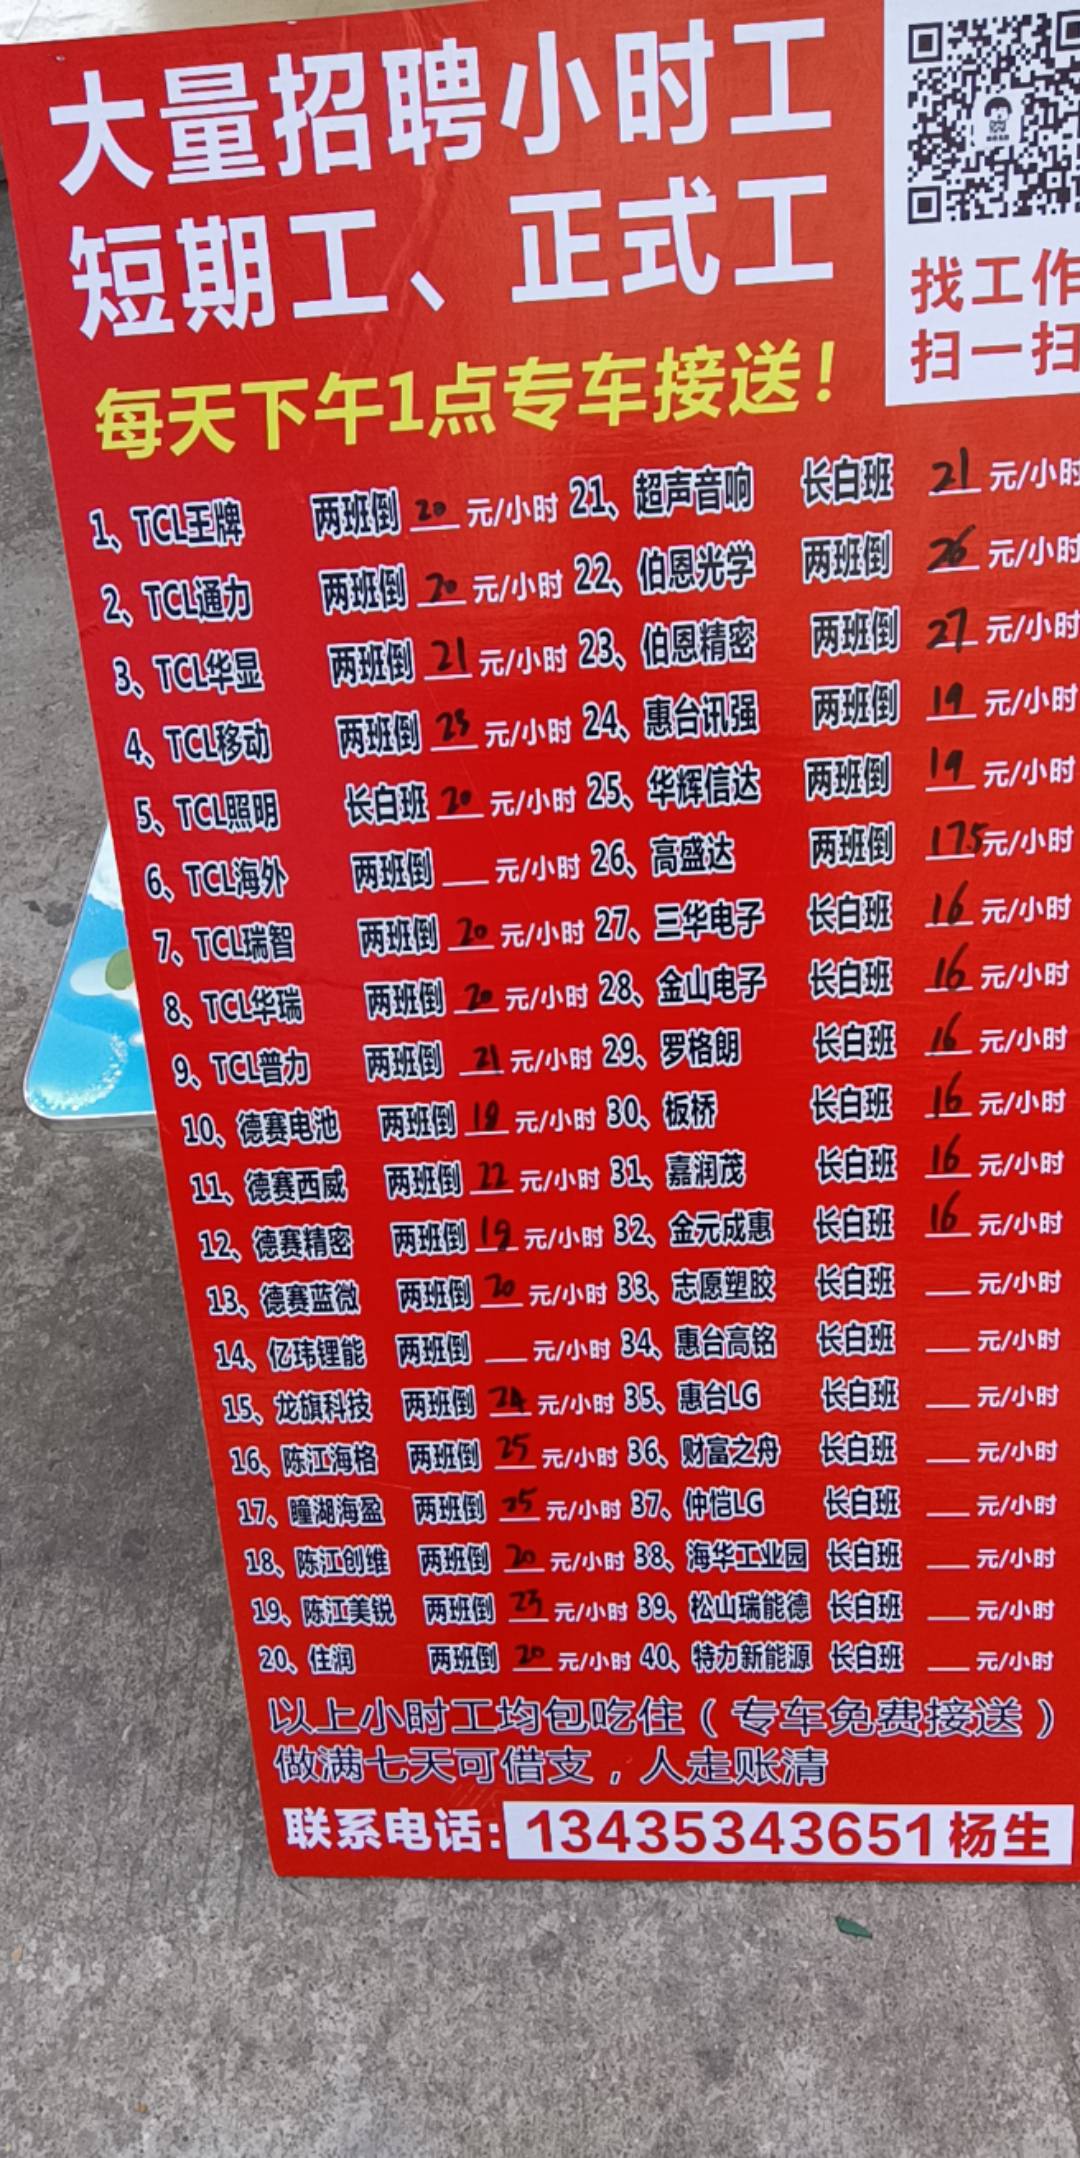 大量招聘小时工
短期工、正式工
每天下午1点专车接送！
找工作
扫一扫
1、TCL王牌 两班倒 20 元/小时
2、TCL通力 两班倒 20 元/小时
3、TCL华显 两班倒 21 元/小时
4、TCL移动 两班倒 元/小时
5、TCL照明 长白班 20 元/小时
6、TCL海外 两班倒 元/小时
7、TCL瑞智 两班倒 20 元/小时
8、TCL华瑞 两班倒 20 元/小时
9、TCL普力 两班倒 21 元/小时
10、德赛电池 两班倒 18 元/小时
11、德赛西威 两班倒 22 元/小时
12、德赛精密 两班倒 19 元/小时
13、德赛蓝微 两班倒 20 元/小时
14、亿玮锂能 两班倒 元/小时
15、龙旗科技 两班倒 24 元/小时
16、陈江海格 两班倒 25 元/小时
17、瞳湖海盈 两班倒 25 元/小时
18、陈江创维 两班倒 20 元/小时
19、陈江美锐 两班倒 23 元/小时
20、住润 两班倒 20 元/小时
21、超声音响 长白班 21 元/小时
22、伯恩光学 两班倒 26 元/小时
23、伯恩精密 两班倒 27 元/小时
24、惠台讯强 两班倒 19 元/小时
25、华辉信达 两班倒 19 元/小时
26、高盛达 两班倒 17.5 元/小时
27、三华电子 长白班 16 元/小时
28、金山电子 长白班 16 元/小时
29、罗格朗 长白班 16 元/小时
30、板桥 长白班 16 元/小时
31、嘉润茂 长白班 16 元/小时
32、金元成惠 长白班 16 元/小时
33、志愿塑胶 长白班 元/小时
34、惠台高铭 长白班 元/小时
35、惠台LG 长白班 元/小时
36、财富之舟 长白班 元/小时
37、仲恺LG 长白班 元/小时
38、海华工业园 长白班 元/小时
39、松山瑞能德 长白班 元/小时
40、特力新能源 长白班 元/小时
以上小时工均包吃住（专车免费接送）
做满七天可借支，人走账清
联系电话：13435343651杨生